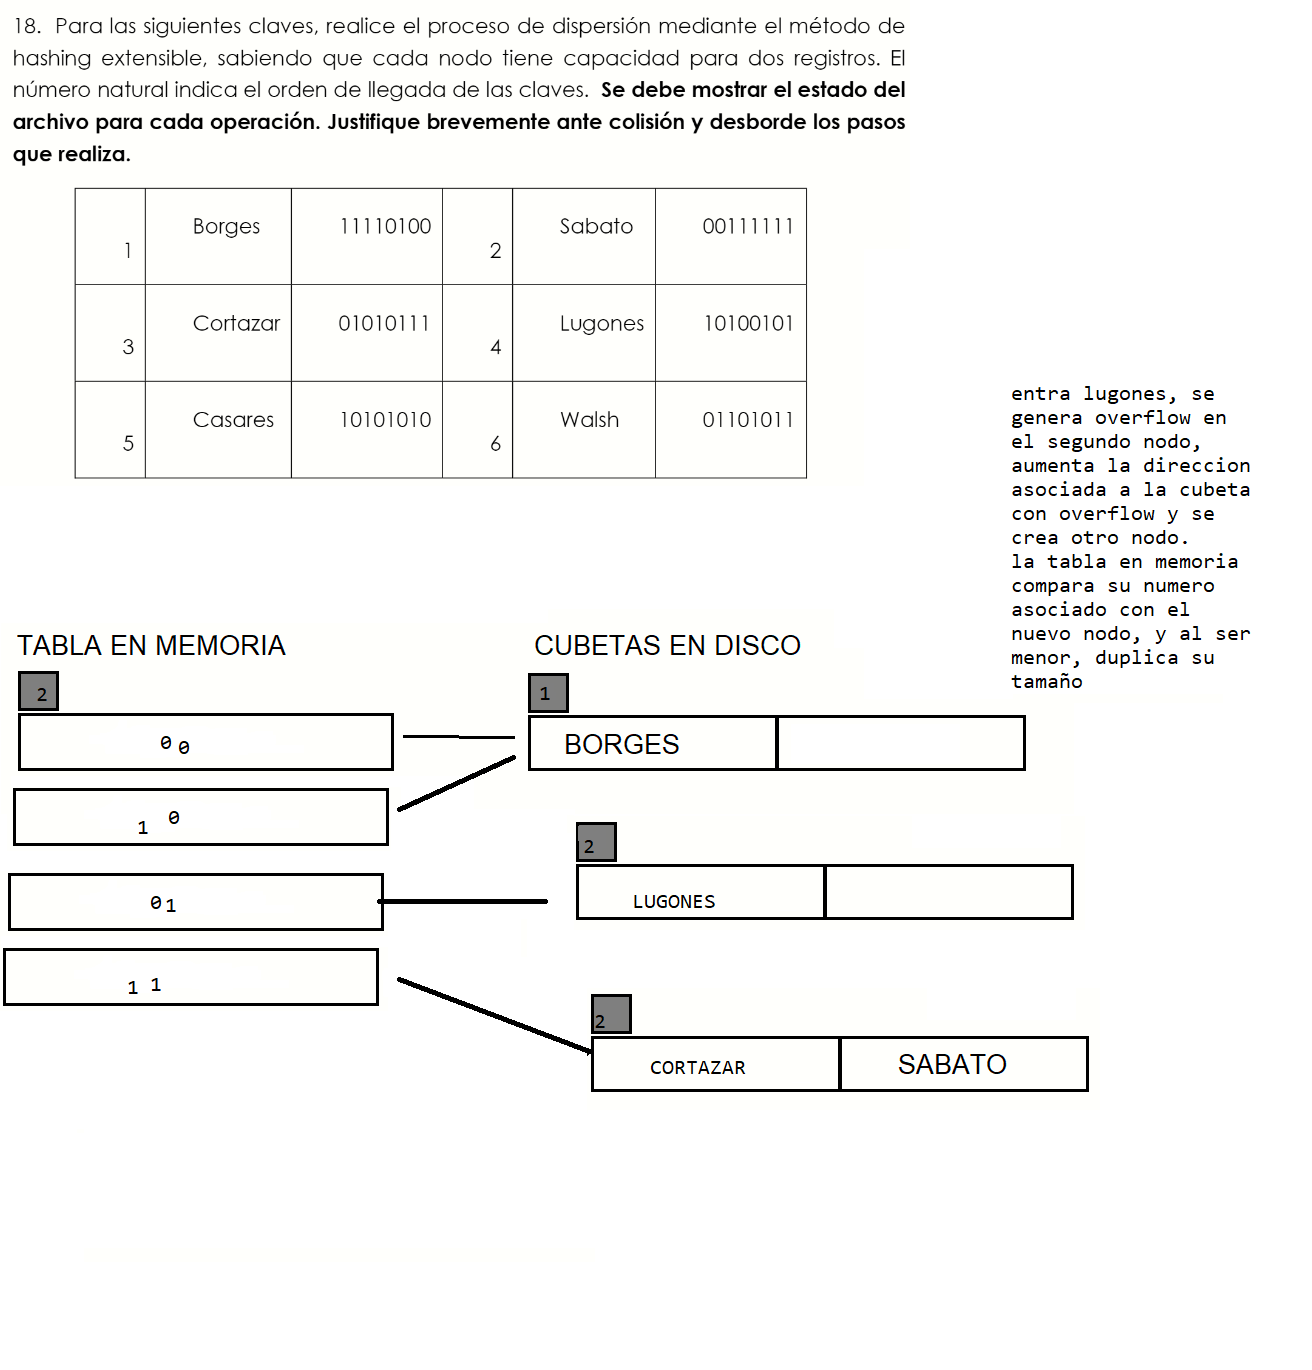 18. Para las siguientes claves, realice el proceso de dispersión mediante el método de
hashing extensible, sabiendo que cada nodo tiene capacidad para dos registros. El
número natural indica el orden de llegada de las claves. Se debe mostrar el estado del
archivo para cada operación. Justifique brevemente ante colisión y desborde los pasos
que realiza.
1 Borges 11110100 2 Sabato 00111111
3 Cortazar 01010111 4 Lugones 10100101
5 Casares 10101010 6 Walsh 01101011
entra lugones, se
genera overflow en
el segundo nodo,
aumenta la direccion
asociada a la cubeta
con overflow y se
crea otro nodo.
la tabla en memoria
compara su numero
asociado con el
nuevo nodo, y al ser
menor, duplica su
tamaño
TABLA EN MEMORIA CUBETAS EN DISCO
2 1
0 0 BORGES
1 0
2
0 1 LUGONES
1 1
2
CORTAZAR SABATO